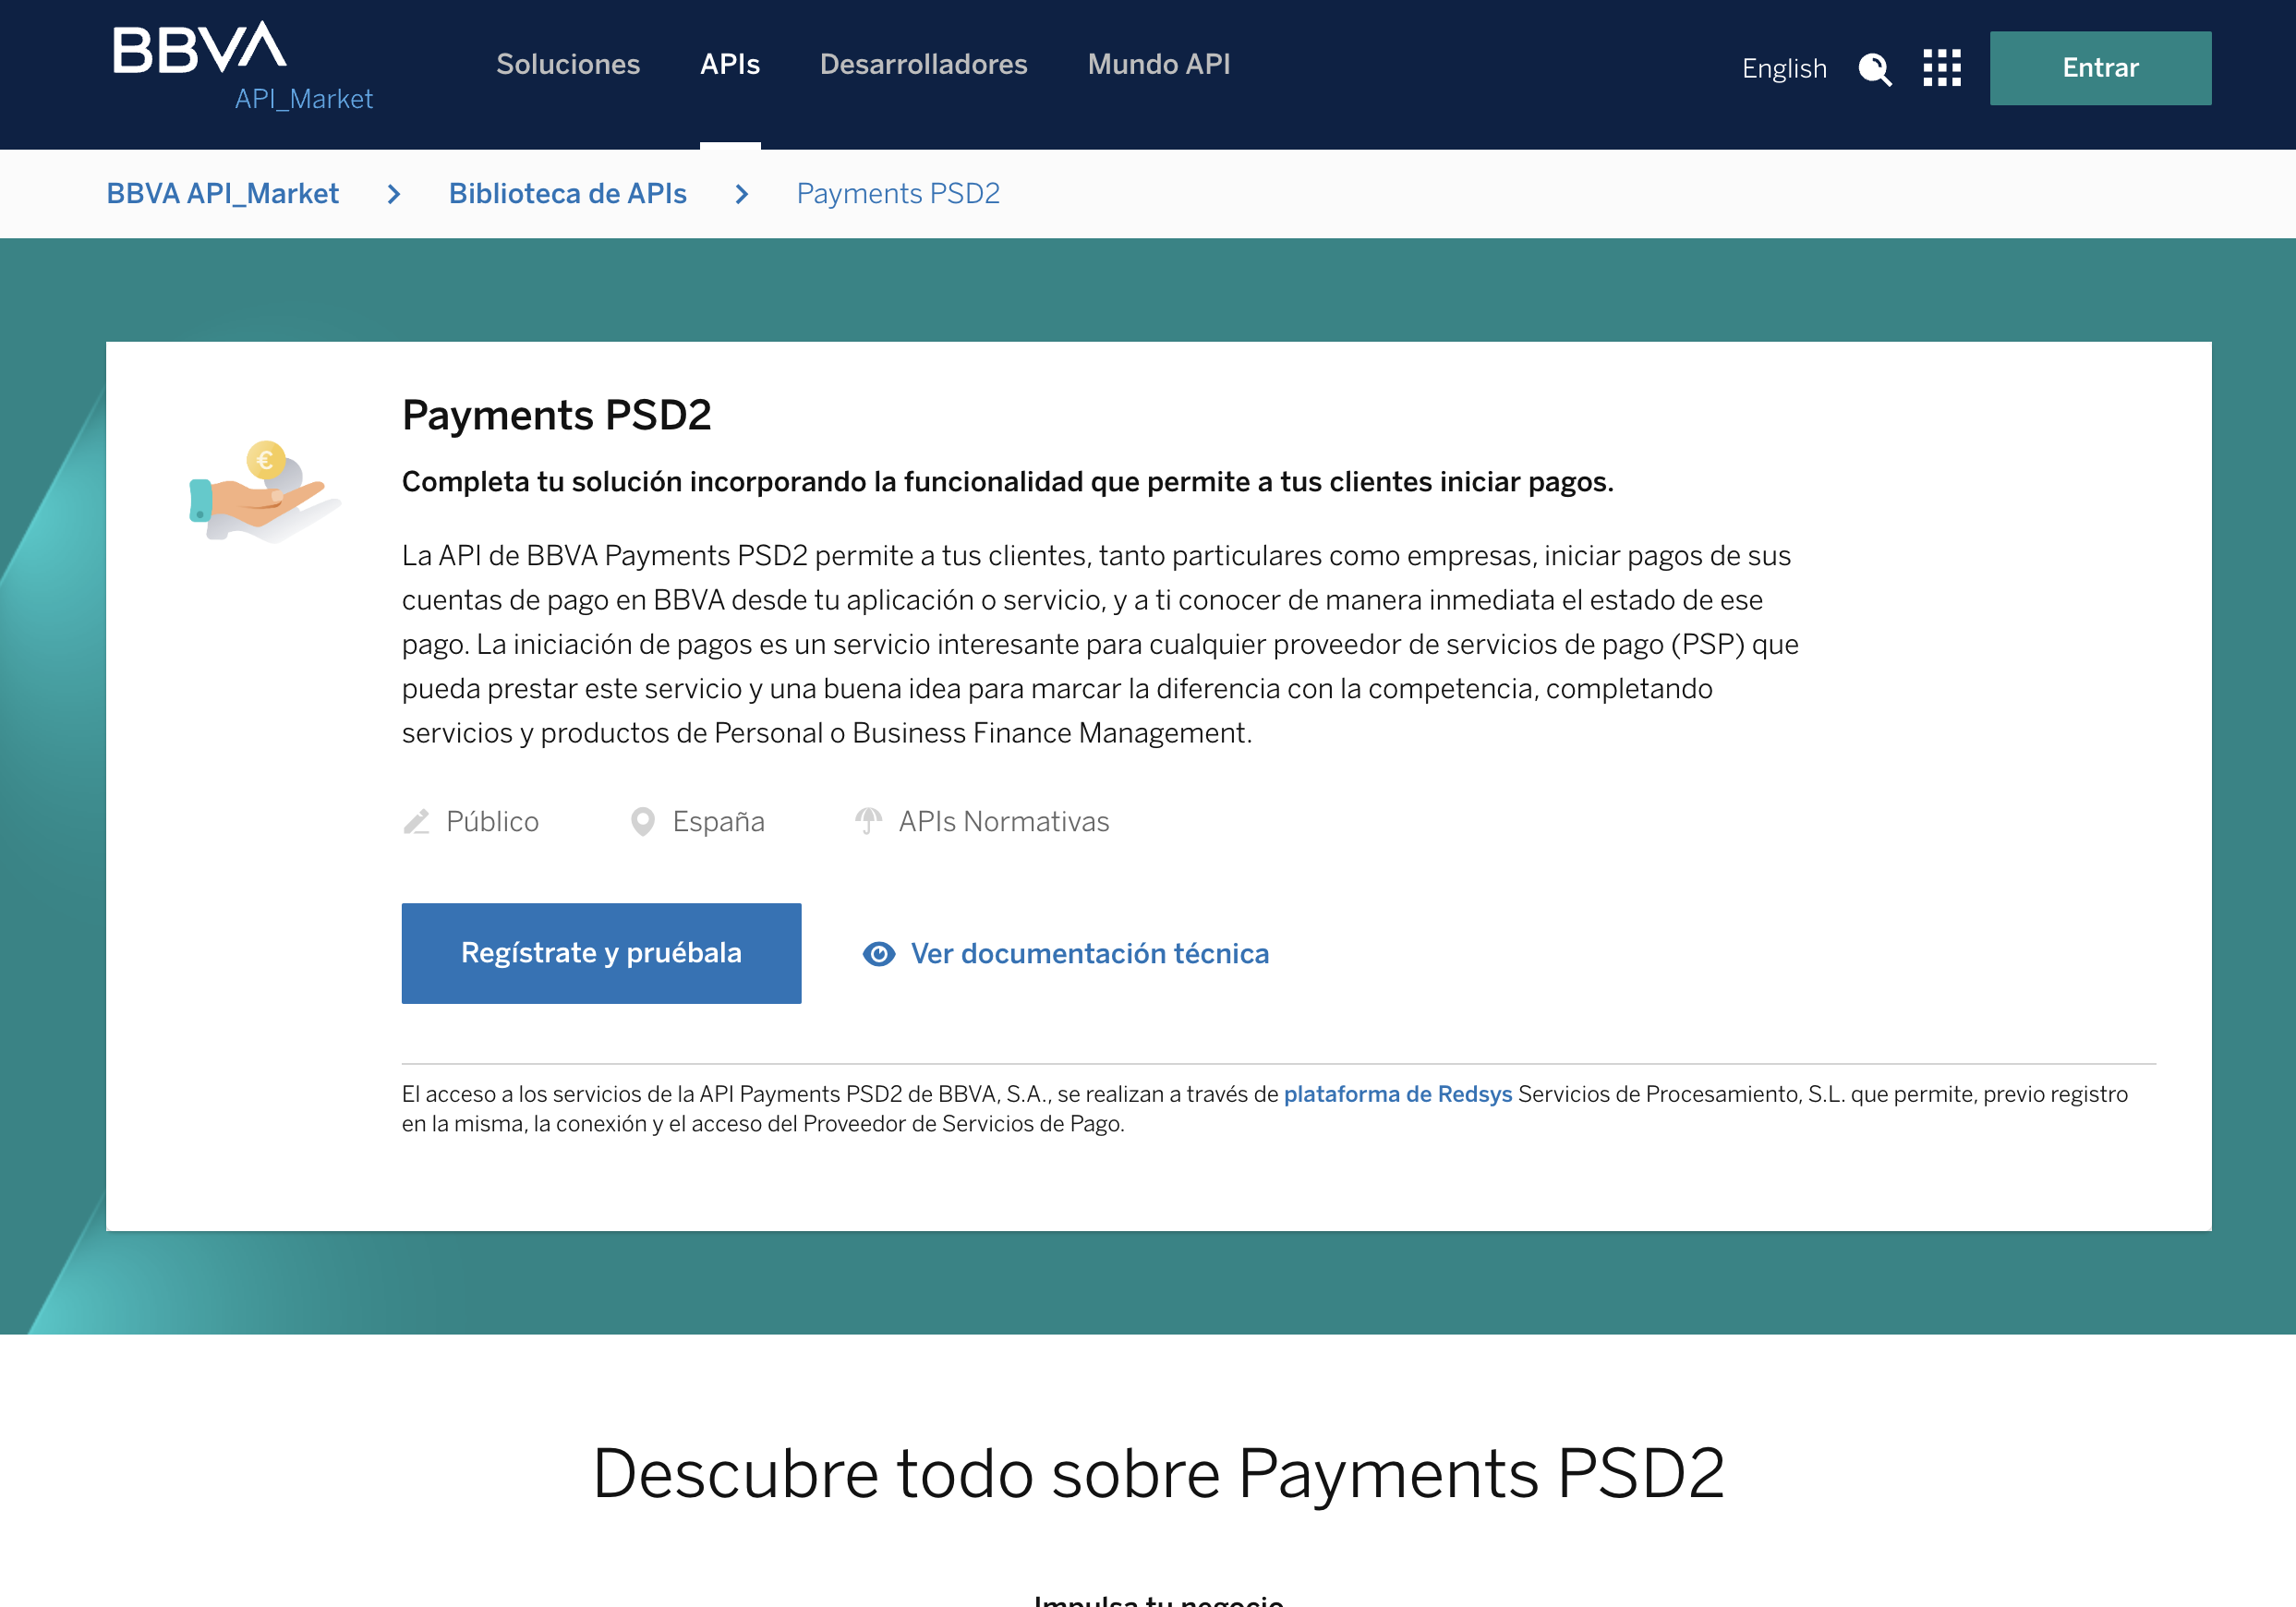 BBVA
API_Market
Soluciones
APIs
Desarrolladores
Mundo API
English
Entrar
BBVA API_Market
Biblioteca de APIs
Payments PSD2
€
Payments PSD2
Completa tu solución incorporando la funcionalidad que permite a tus clientes iniciar pagos.
La API de BBVA Payments PSD2 permite a tus clientes, tanto particulares como empresas, iniciar pagos de sus
cuentas de pago en BBVA desde tu aplicación o servicio, y a ti conocer de manera inmediata el estado de ese
pago. La iniciación de pagos es un servicio interesante para cualquier proveedor de servicios de pago (PSP) que
pueda prestar este servicio y una buena idea para marcar la diferencia con la competencia, completando
servicios y productos de Personal o Business Finance Management.
Público
España
APIs Normativas
Regístrate y pruébala
Ver documentación técnica
El acceso a los servicios de la API Payments PSD2 de BBVA, S.A., se realizan a través de plataforma de Redsys Servicios de Procesamiento, S.L. que permite, previo registro
en la misma, la conexión y el acceso del Proveedor de Servicios de Pago.
Descubre todo sobre Payments PSD2
Impulsa tu negocio